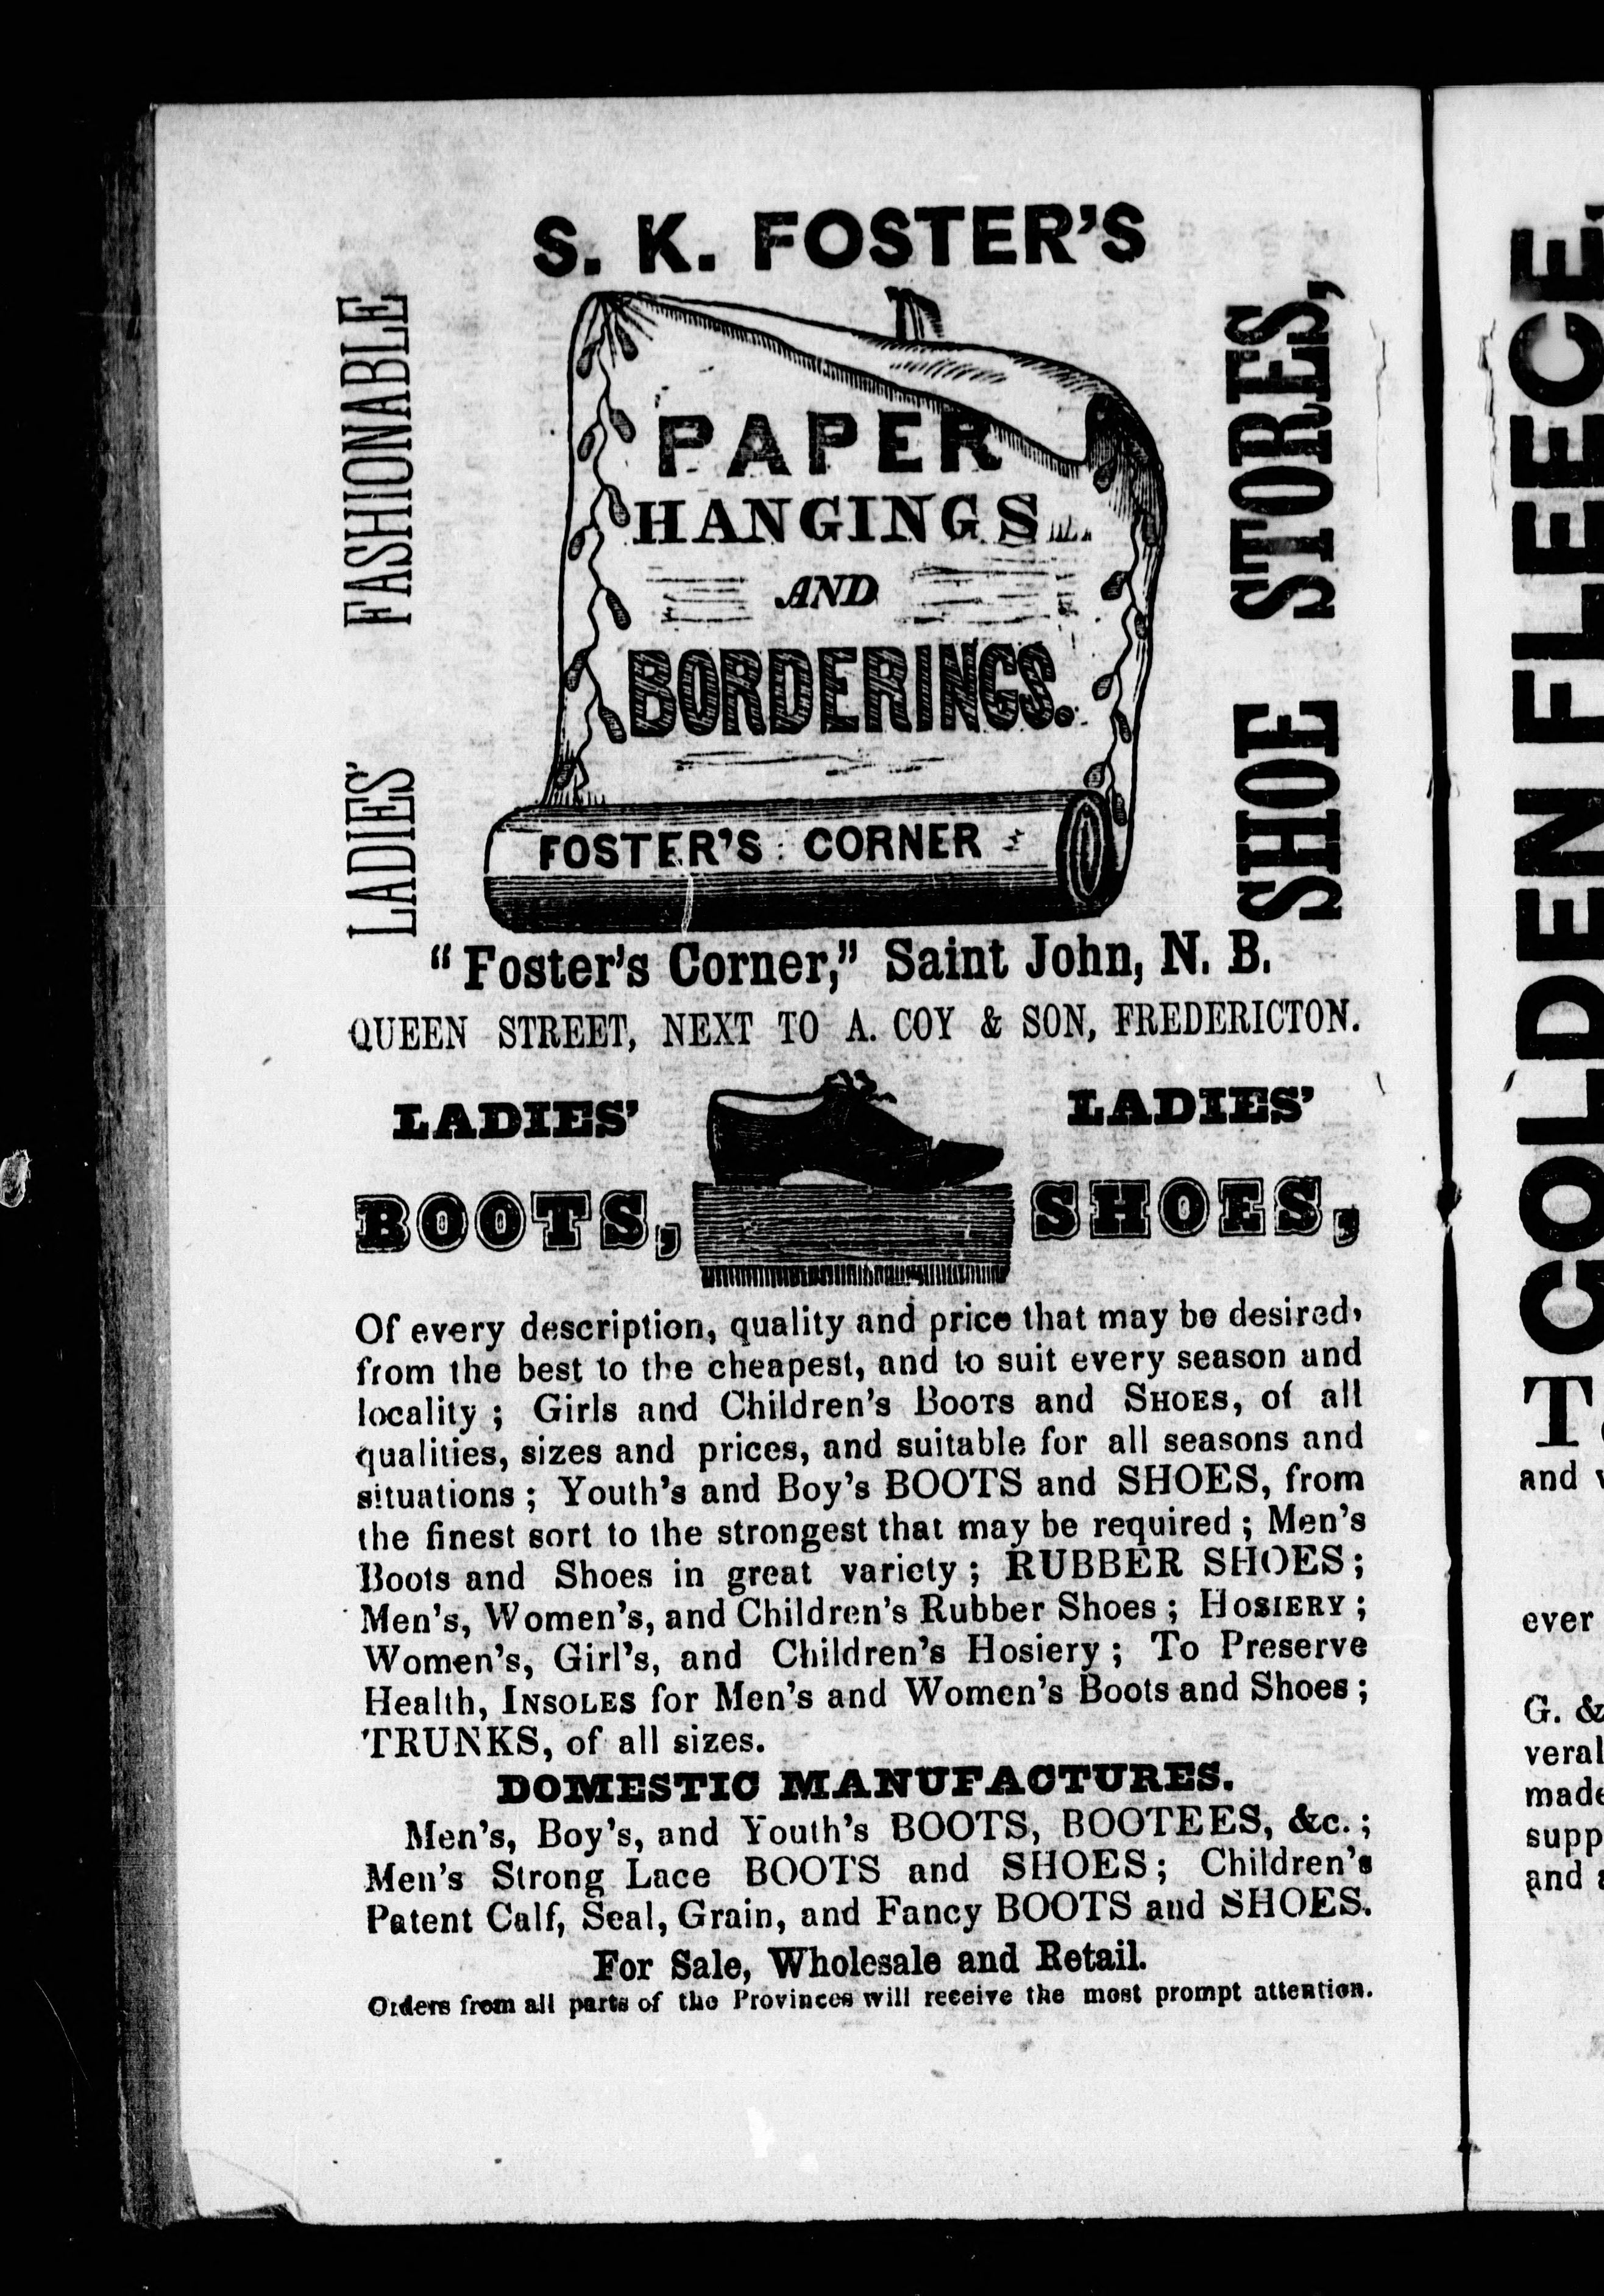 S. K. FOSTER'S
LADIES' FASHIONABLE
PAPER
HANGINGS
AND
BORDERINGS.
FOSTER'S CORNER
SHOE STORES,
"Foster's Corner," Saint John, N. B.
QUEEN STREET, NEXT TO A. COY & SON, FREDERICTON.
LADIES' LADIES'
BOOTS, SHOES,
Of every description, quality and price that may be desired,
from the best to the cheapest, and to suit every season and
locality ; Girls and Children's BOOTS and SHOES, of all
qualities, sizes and prices, and suitable for all seasons and
situations ; Youth's and Boy's BOOTS and SHOES, from
the finest sort to the strongest that may be required ; Men's
Boots and Shoes in great variety ; RUBBER SHOES ;
Men's, Women's, and Children's Rubber Shoes ; HOSIERY ;
Women's, Girl's, and Children's Hosiery ; To Preserve
Health, INSOLES for Men's and Women's Boots and Shoes ;
TRUNKS, of all sizes.
DOMESTIC MANUFACTURES.
Men's, Boy's, and Youth's BOOTS, BOOTEES, &c. ;
Men's Strong Lace BOOTS and SHOES ; Children's
Patent Calf, Seal, Grain, and Fancy BOOTS and SHOES.
For Sale, Wholesale and Retail.
Orders from all parts of the Provinces will receive the most prompt attention.
GOLDEN FLEECE,
and
ever
G. &
veral
made
supp
and